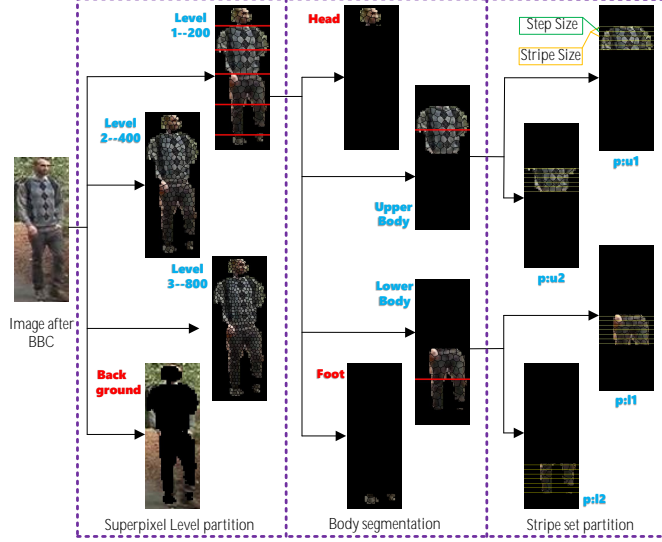 Image after
BBC
Level
1--200
Level
2--400
Level
3--800
Back
ground
Superpixel Level partition
Head
Upper
Body
Lower
Body
Foot
Body segmentation
Step Size
Stripe Size
p:u1
p:u2
p:l1
p:l2
Stripe set partition